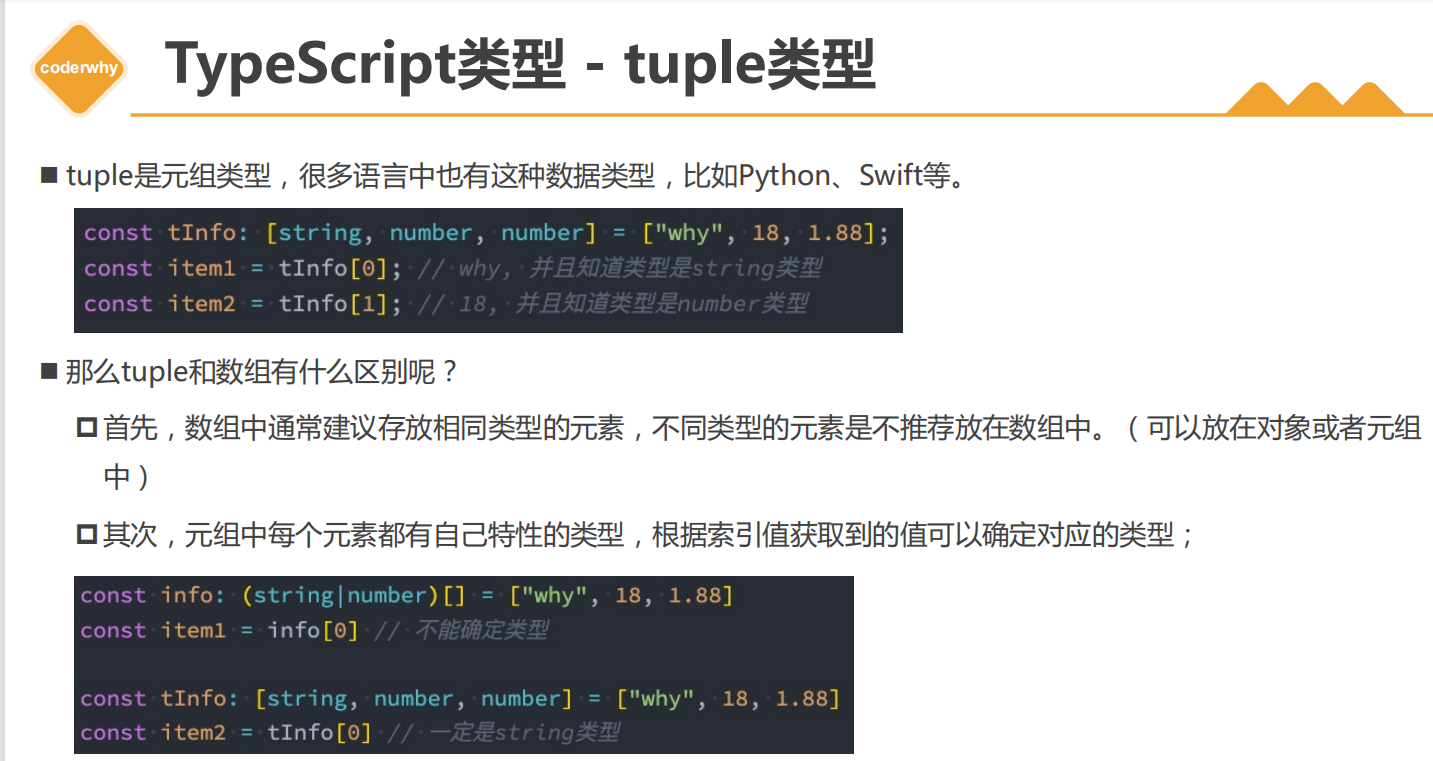 coderwhy
TypeScript类型 - tuple类型
■ tuple是元组类型，很多语言中也有这种数据类型，比如Python、Swift等。
const tInfo: [string, number, number] = ["why", 18, 1.88];
const item1 = tInfo[0]; // why, 并且知道类型是string类型
const item2 = tInfo[1]; // 18, 并且知道类型是number类型
■ 那么tuple和数组有什么区别呢？
首先，数组中通常建议存放相同类型的元素，不同类型的元素是不推荐放在数组中。（可以放在对象或者元组
中）
其次，元组中每个元素都有自己特性的类型，根据索引值获取到的值可以确定对应的类型；
const info: (string|number)[] = ["why", 18, 1.88]
const item1 = info[0] // 不能确定类型
const tInfo: [string, number, number] = ["why", 18, 1.88]
const item2 = tInfo[0] // 一定是string类型